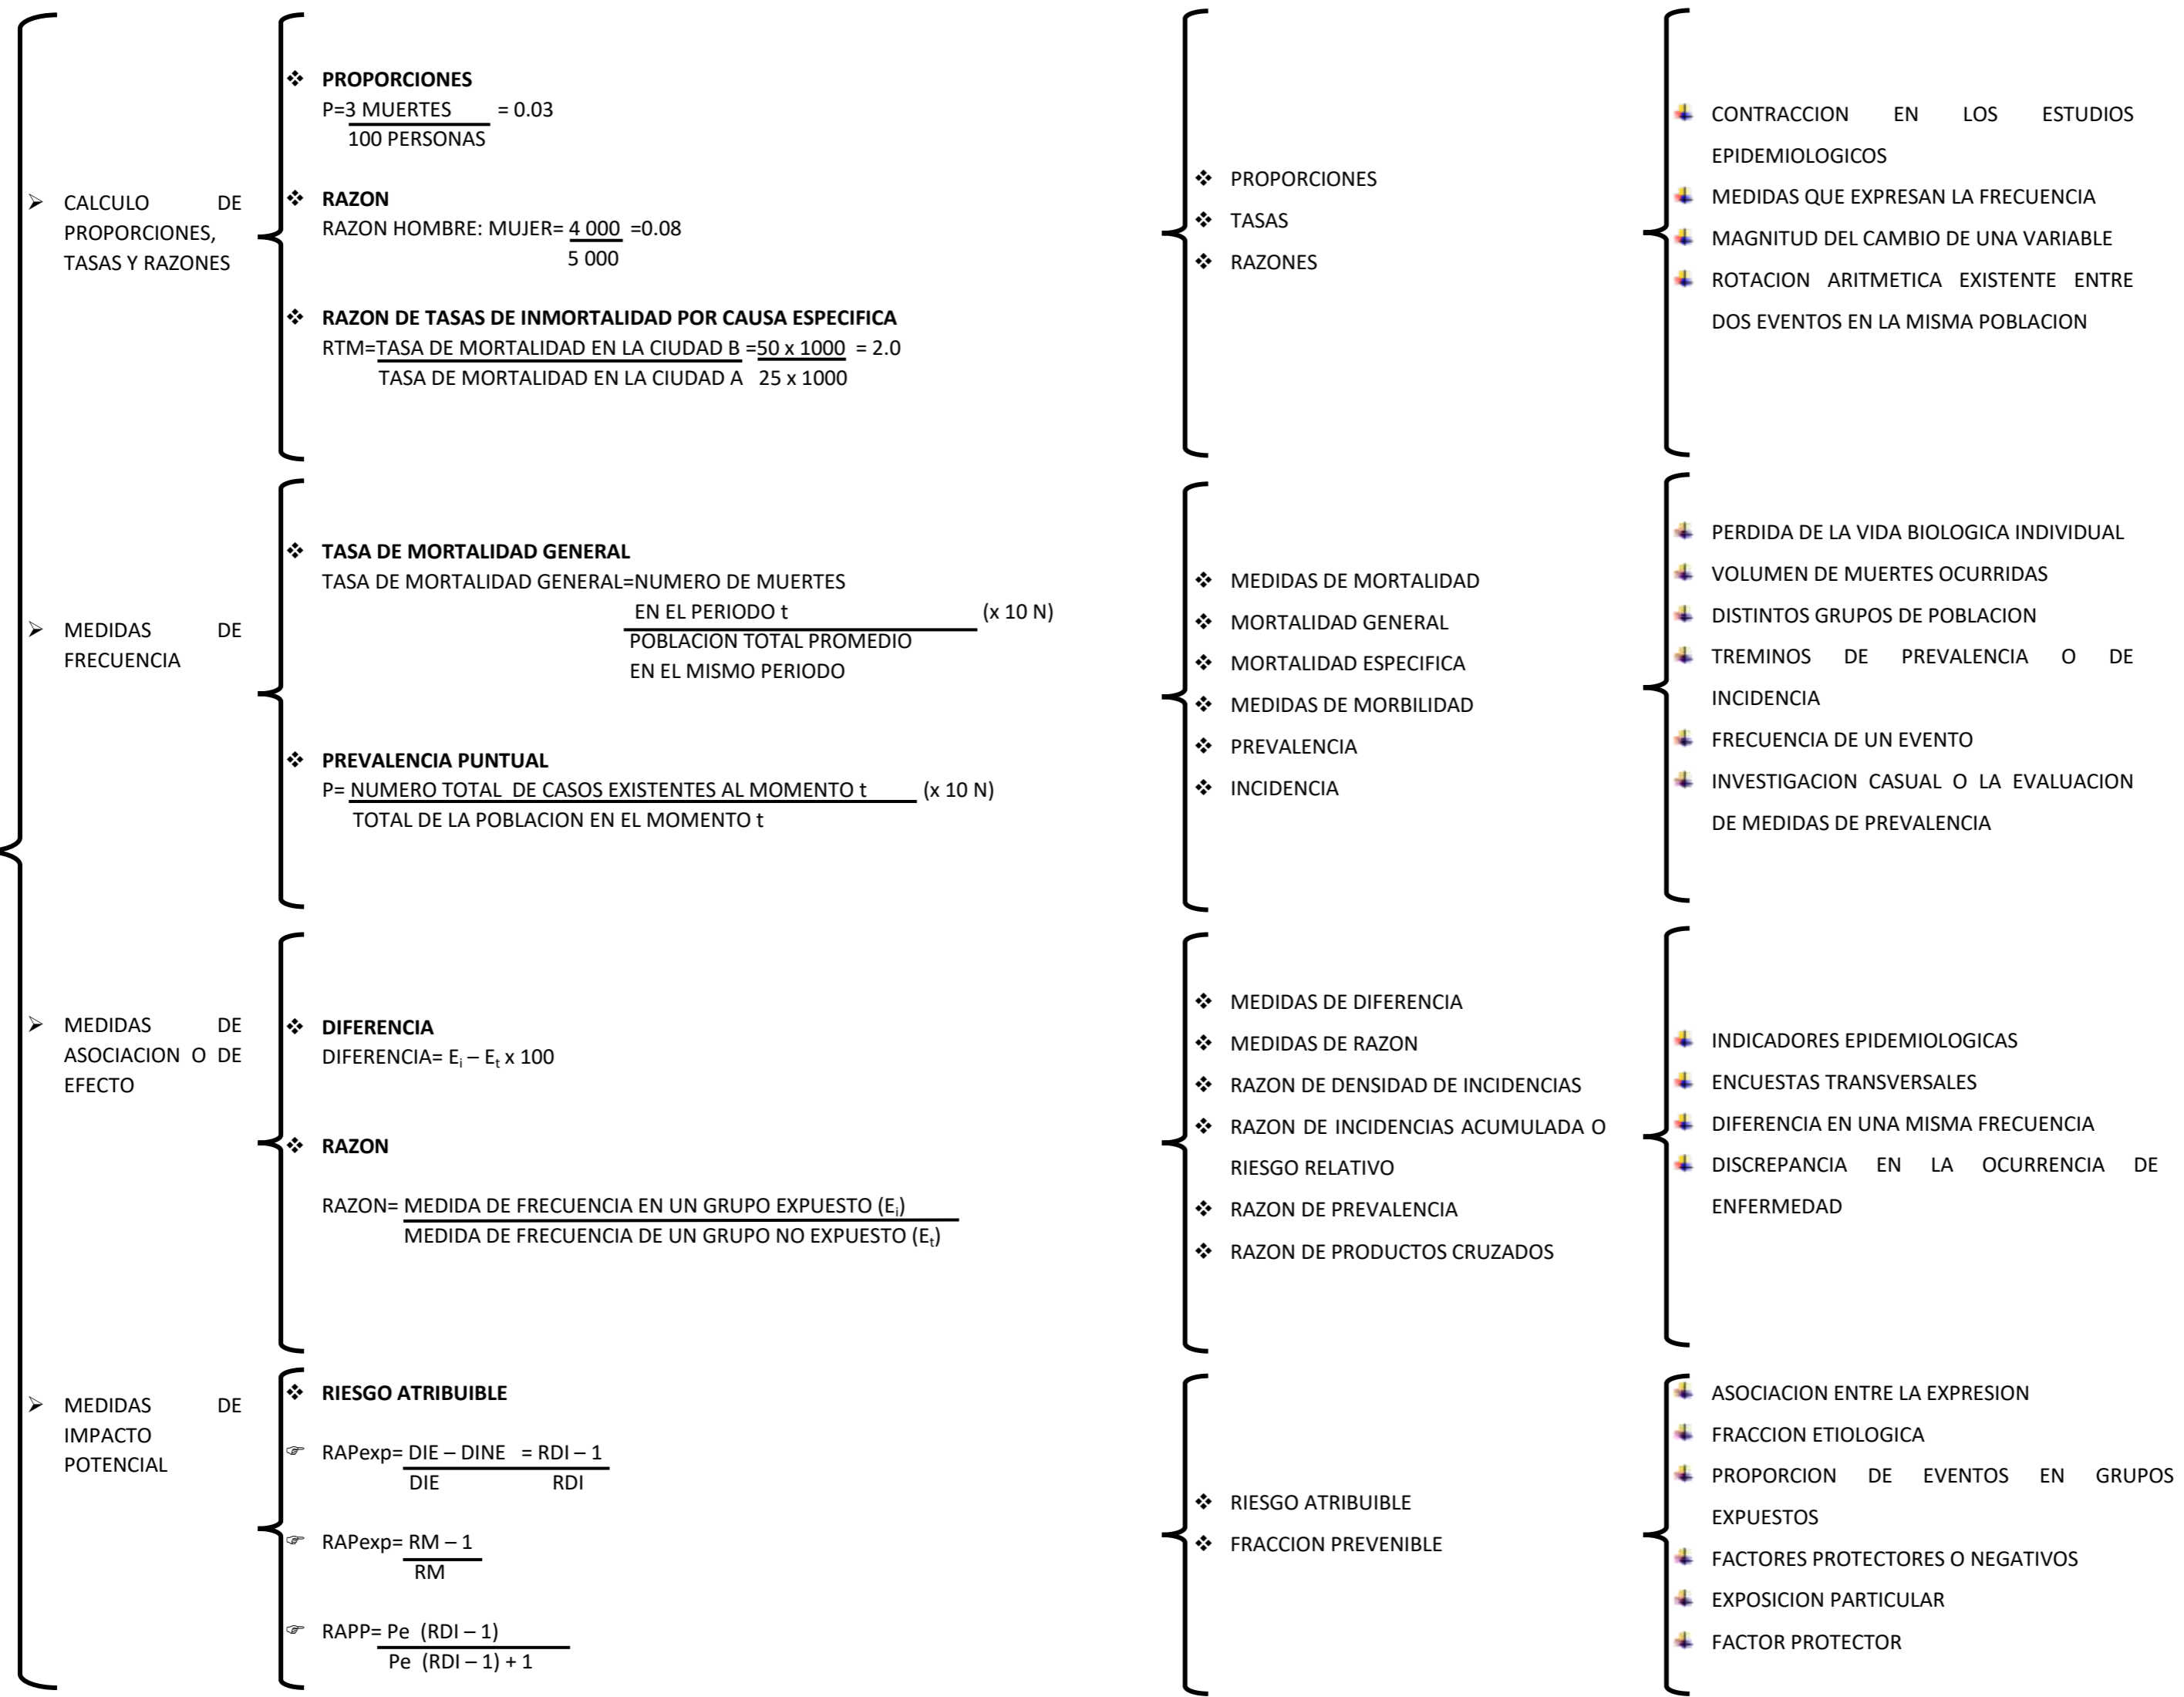 CALCULO DE
PROPORCIONES,
TASAS Y RAZONES
PROPORCIONES
P=3 MUERTES = 0.03
100 PERSONAS
RAZON
RAZON HOMBRE: MUJER= 4 000 =0.08
5 000
RAZON DE TASAS DE INMORTALIDAD POR CAUSA ESPECIFICA
RTM=TASA DE MORTALIDAD EN LA CIUDAD B =50 x 1000 = 2.0
TASA DE MORTALIDAD EN LA CIUDAD A 25 x 1000
PROPORCIONES
TASAS
RAZONES
CONTRACCION EN LOS ESTUDIOS
EPIDEMIOLOGICOS
MEDIDAS QUE EXPRESAN LA FRECUENCIA
MAGNITUD DEL CAMBIO DE UNA VARIABLE
ROTACION ARITMETICA EXISTENTE ENTRE
DOS EVENTOS EN LA MISMA POBLACION
MEDIDAS DE
FRECUENCIA
TASA DE MORTALIDAD GENERAL
TASA DE MORTALIDAD GENERAL=NUMERO DE MUERTES
EN EL PERIODO t (x 10 N)
POBLACION TOTAL PROMEDIO
EN EL MISMO PERIODO
PREVALENCIA PUNTUAL
P= NUMERO TOTAL DE CASOS EXISTENTES AL MOMENTO t (x 10 N)
TOTAL DE LA POBLACION EN EL MOMENTO t
MEDIDAS DE MORTALIDAD
MORTALIDAD GENERAL
MORTALIDAD ESPECIFICA
MEDIDAS DE MORBILIDAD
PREVALENCIA
INCIDENCIA
PERDIDA DE LA VIDA BIOLOGICA INDIVIDUAL
VOLUMEN DE MUERTES OCURRIDAS
DISTINTOS GRUPOS DE POBLACION
TREMINOS DE PREVALENCIA O DE
INCIDENCIA
FRECUENCIA DE UN EVENTO
INVESTIGACION CASUAL O LA EVALUACION
DE MEDIDAS DE PREVALENCIA
MEDIDAS DE
ASOCIACION O DE
EFECTO
DIFERENCIA
DIFERENCIA= Ei – Et x 100
RAZON
RAZON= MEDIDA DE FRECUENCIA EN UN GRUPO EXPUESTO (Ei)
MEDIDA DE FRECUENCIA DE UN GRUPO NO EXPUESTO (Et)
MEDIDAS DE DIFERENCIA
MEDIDAS DE RAZON
RAZON DE DENSIDAD DE INCIDENCIAS
RAZON DE INCIDENCIAS ACUMULADA O
RIESGO RELATIVO
RAZON DE PREVALENCIA
RAZON DE PRODUCTOS CRUZADOS
INDICADORES EPIDEMIOLOGICAS
ENCUESTAS TRANSVERSALES
DIFERENCIA EN UNA MISMA FRECUENCIA
DISCREPANCIA EN LA OCURRENCIA DE
ENFERMEDAD
MEDIDAS DE
IMPACTO
POTENCIAL
RIESGO ATRIBUIBLE
RAPexp= DIE – DINE = RDI – 1
DIE RDI
RAPexp= RM – 1
RM
RAPP= Pe (RDI – 1)
Pe (RDI – 1) + 1
RIESGO ATRIBUIBLE
FRACCION PREVENIBLE
ASOCIACION ENTRE LA EXPRESION
FRACCION ETIOLOGICA
PROPORCION DE EVENTOS EN GRUPOS
EXPUESTOS
FACTORES PROTECTORES O NEGATIVOS
EXPOSICION PARTICULAR
FACTOR PROTECTOR